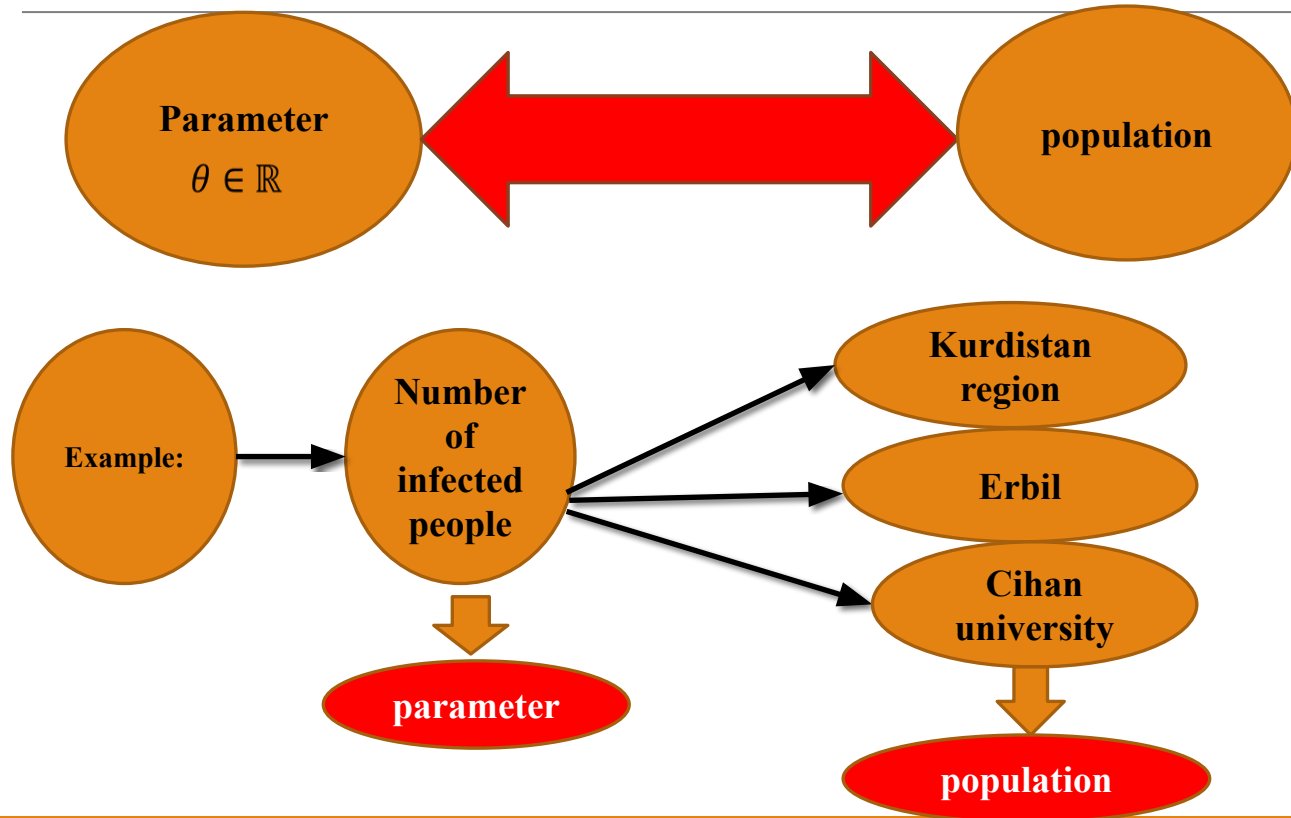 Parameter
θ ∈ ℝ
population
Example:
Number
of
infected
people
Kurdistan
region
Erbil
Cihan
university
parameter
population